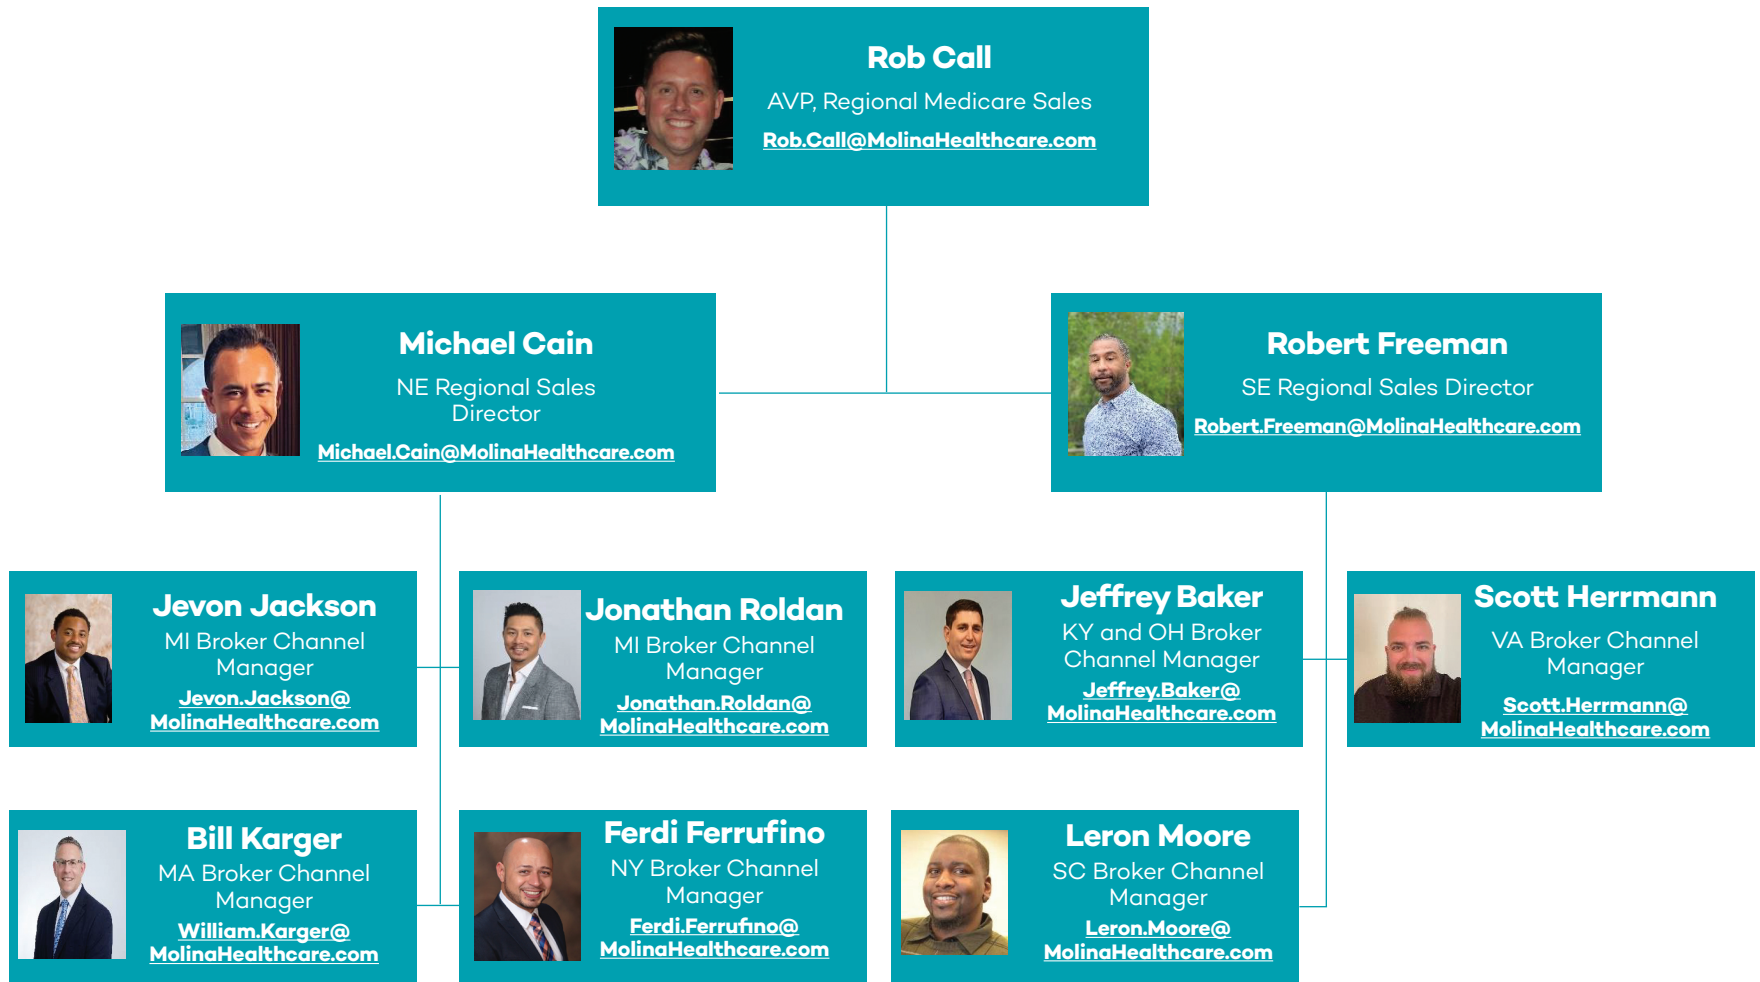 Rob Call
AVP, Regional Medicare Sales
Rob.Call@MolinaHealthcare.com
Michael Cain
NE Regional Sales
Director
Michael.Cain@MolinaHealthcare.com
Robert Freeman
SE Regional Sales Director
Robert.Freeman@MolinaHealthcare.com
Jevon Jackson
MI Broker Channel
Manager
Jevon.Jackson@
MolinaHealthcare.com
Jonathan Roldan
MI Broker Channel
Manager
Jonathan.Roldan@
MolinaHealthcare.com
Jeffrey Baker
KY and OH Broker
Channel Manager
Jeffrey.Baker@
MolinaHealthcare.com
Scott Herrmann
VA Broker Channel
Manager
Scott.Herrmann@
MolinaHealthcare.com
Bill Karger
MA Broker Channel
Manager
William.Karger@
MolinaHealthcare.com
Ferdi Ferrufino
NY Broker Channel
Manager
Ferdi.Ferrufino@
MolinaHealthcare.com
Leron Moore
SC Broker Channel
Manager
Leron.Moore@
MolinaHealthcare.com